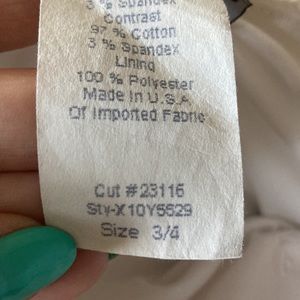 3 % Spandex
Contrast
97 % Cotton
3 % Spandex
Lining
100 % Polyester
Made In U.S.A
Of Imported Fabric
Cut #23116
Sty-X10Y5529
Size 3/4